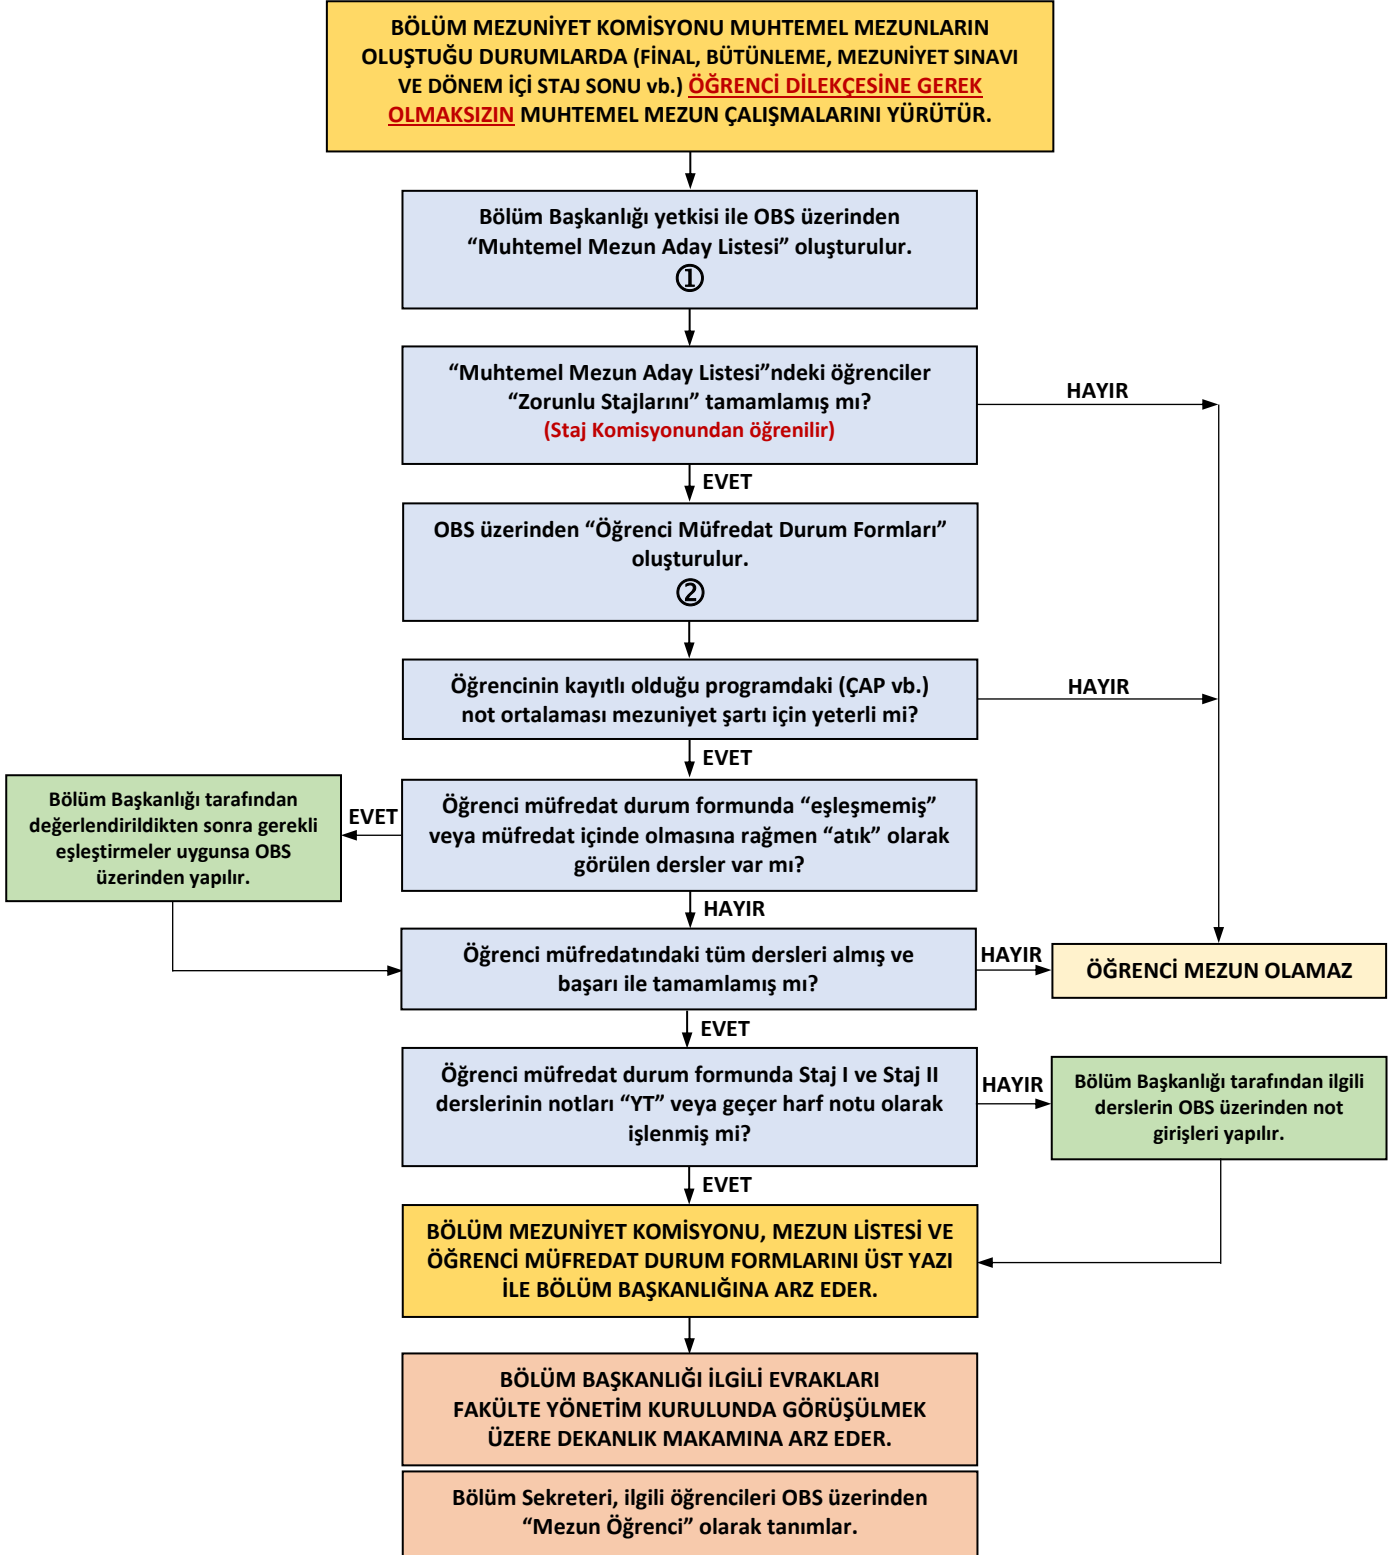 BÖLÜM MEZUNİYET KOMİSYONU MUHTEMEL MEZUNLARIN
OLUŞTUĞU DURUMLARDA (FİNAL, BÜTÜNLEME, MEZUNİYET SINAVI
VE DÖNEM İÇİ STAJ SONU vb.) ÖĞRENCİ DİLEKÇESİNE GEREK
OLMAKSIZIN MUHTEMEL MEZUN ÇALIŞMALARINI YÜRÜTÜR.
Bölüm Başkanlığı yetkisi ile OBS üzerinden
“Muhtemel Mezun Aday Listesi” oluşturulur.
①
“Muhtemel Mezun Aday Listesi”ndeki öğrenciler
“Zorunlu Stajlarını” tamamlamış mı?
(Staj Komisyonundan öğrenilir)
HAYIR
EVET
OBS üzerinden “Öğrenci Müfredat Durum Formları”
oluşturulur.
②
Öğrencinin kayıtlı olduğu programdaki (ÇAP vb.)
not ortalaması mezuniyet şartı için yeterli mi?
HAYIR
EVET
Öğrenci müfredat durum formunda “eşleşmemiş”
veya müfredat içinde olmasına rağmen “atık” olarak
görülen dersler var mı?
EVET
Bölüm Başkanlığı tarafından
değerlendirildikten sonra gerekli
eşleştirmeler uygunsa OBS
üzerinden yapılır.
HAYIR
Öğrenci müfredatındaki tüm dersleri almış ve
başarı ile tamamlamış mı?
HAYIR
ÖĞRENCİ MEZUN OLAMAZ
EVET
Öğrenci müfredat durum formunda Staj I ve Staj II
derslerinin notları “YT” veya geçer harf notu olarak
işlenmiş mi?
HAYIR
Bölüm Başkanlığı tarafından ilgili
derslerin OBS üzerinden not
girişleri yapılır.
EVET
BÖLÜM MEZUNİYET KOMİSYONU, MEZUN LİSTESİ VE
ÖĞRENCİ MÜFREDAT DURUM FORMLARINI ÜST YAZI
İLE BÖLÜM BAŞKANLIĞINA ARZ EDER.
BÖLÜM BAŞKANLIĞI İLGİLİ EVRAKLARI
FAKÜLTE YÖNETİM KURULUNDA GÖRÜŞÜLMEK
ÜZERE DEKANLIK MAKAMINA ARZ EDER.
Bölüm Sekreteri, ilgili öğrencileri OBS üzerinden
“Mezun Öğrenci” olarak tanımlar.